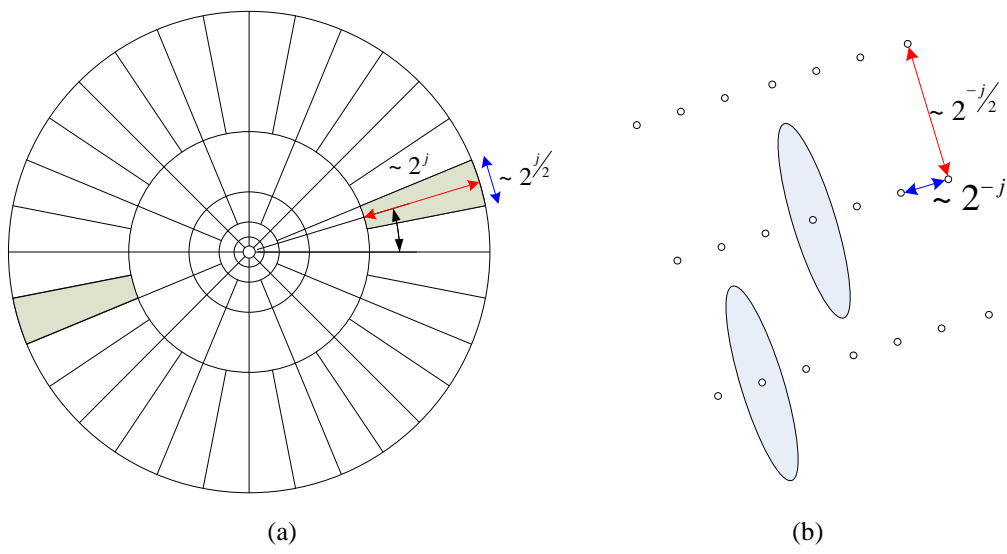 ~ 2^j
~ 2^{j/2}
~ 2^{-j/2}
~ 2^{-j}
(a)
(b)